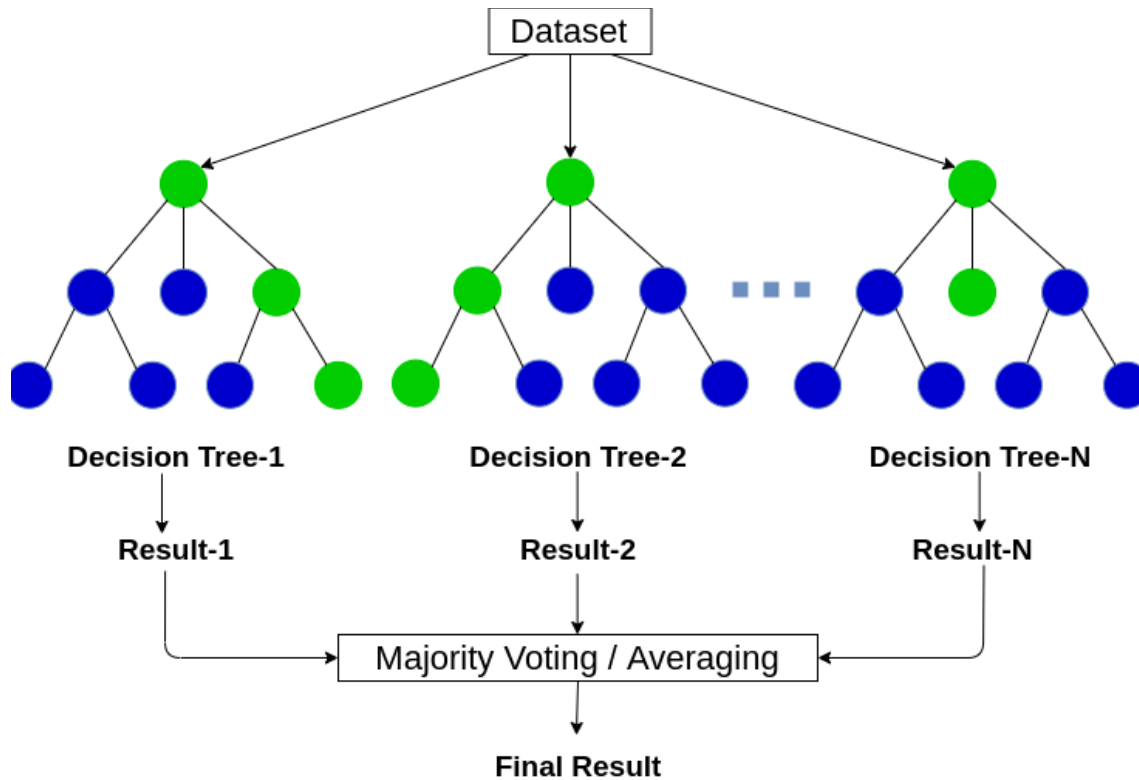 Dataset
Decision Tree-1
Decision Tree-2
Decision Tree-N
Result-1
Result-2
Result-N
Majority Voting / Averaging
Final Result